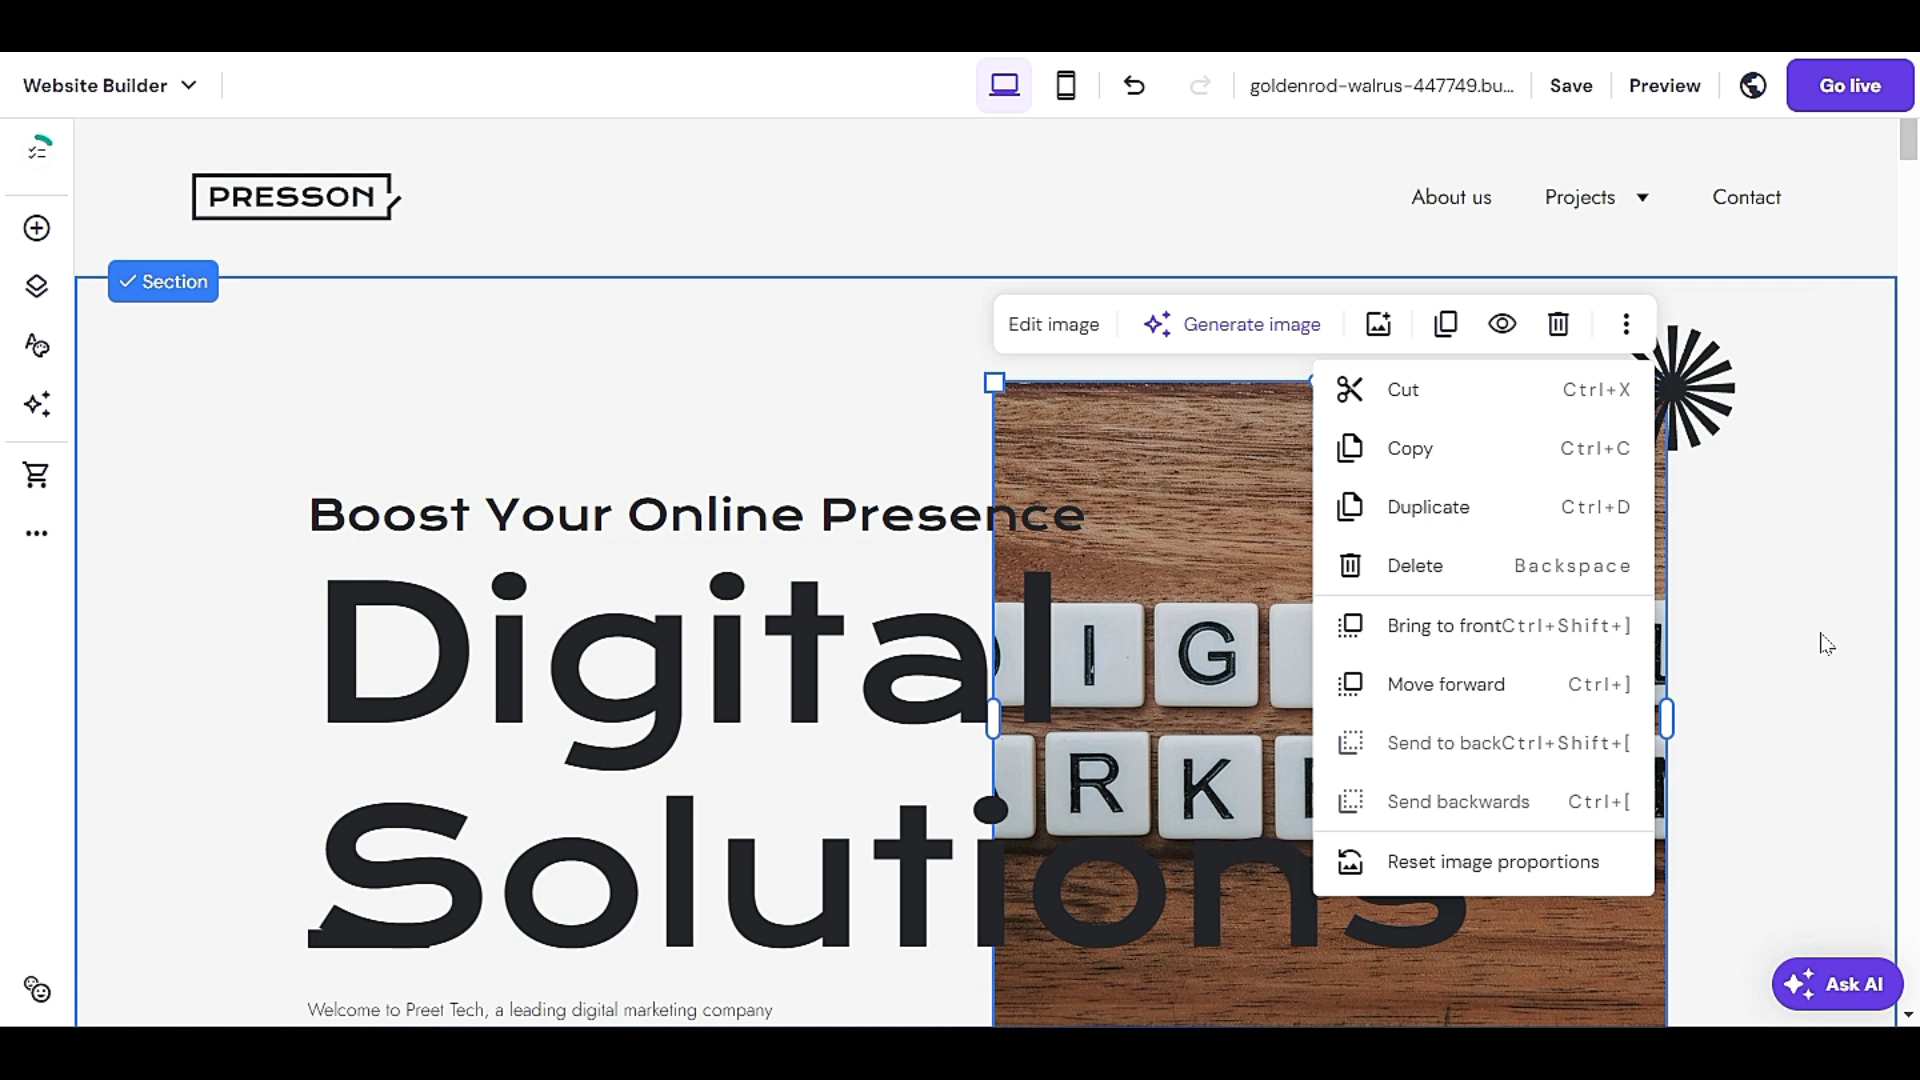 Website Builder
goldenrod-walrus-447749.bu...
Save
Preview
Go live
PRESSON
About us
Projects
Contact
Section
Edit image
Generate image
Cut Ctrl+X
Copy Ctrl+C
Duplicate Ctrl+D
Delete Backspace
Bring to front Ctrl+Shift+]
Move forward Ctrl+]
Send to back Ctrl+Shift+[
Send backwards Ctrl+[
Reset image proportions
Boost Your Online Presence
Digital
Solutions
I G
R K
Welcome to Preet Tech, a leading digital marketing company
Ask AI